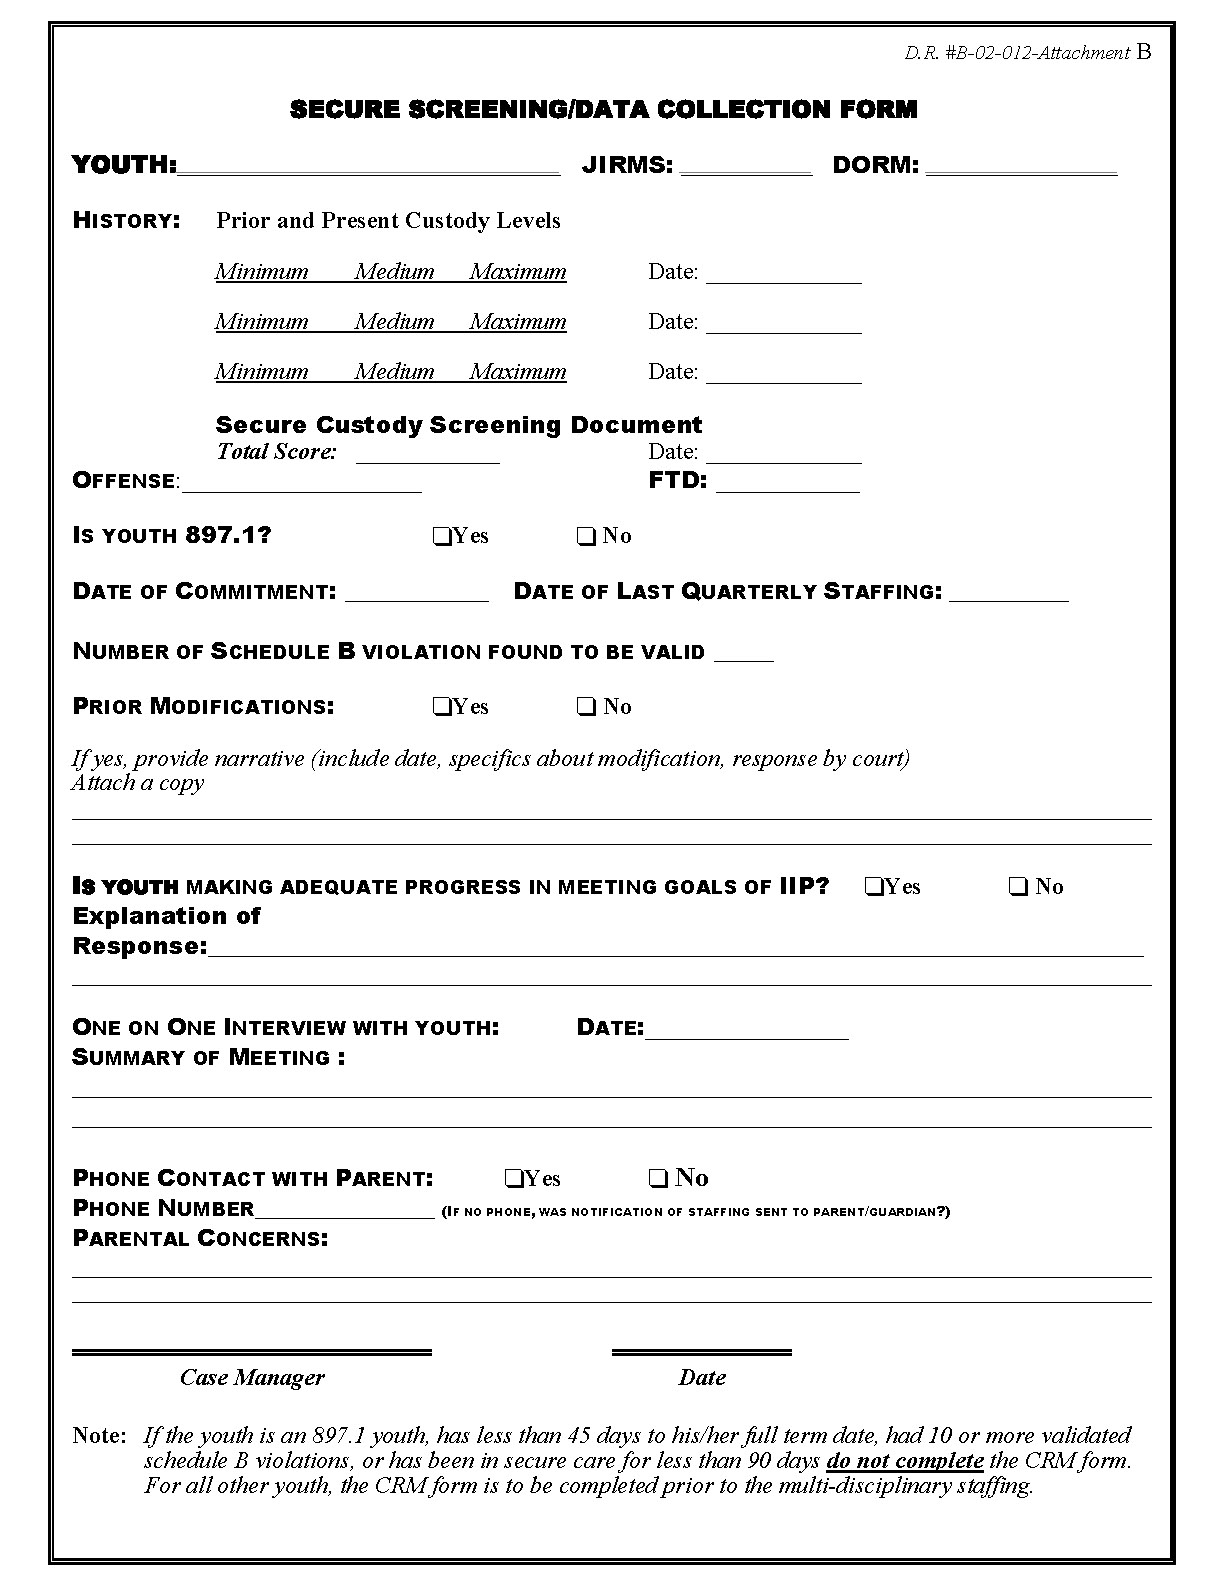 D.R. #B-02-012-Attachment B
SECURE SCREENING/DATA COLLECTION FORM
YOUTH:________________________________ JIRMS: ___________ DORM: ________________
HISTORY: Prior and Present Custody Levels
Minimum Medium Maximum Date: _____________
Minimum Medium Maximum Date: _____________
Minimum Medium Maximum Date: _____________
Secure Custody Screening Document
Total Score: ____________ Date: _____________
OFFENSE:____________________ FTD: ____________
IS YOUTH 897.1? ❏Yes ❏ No
DATE OF COMMITMENT: ____________ DATE OF LAST QUARTERLY STAFFING: __________
NUMBER OF SCHEDULE B VIOLATION FOUND TO BE VALID _____
PRIOR MODIFICATIONS: ❏Yes ❏ No
If yes, provide narrative (include date, specifics about modification, response by court)
Attach a copy
IS YOUTH MAKING ADEQUATE PROGRESS IN MEETING GOALS OF IIP? ❏Yes ❏ No
Explanation of
Response:______________________________________________________________________________
ONE ON ONE INTERVIEW WITH YOUTH: DATE:_________________
SUMMARY OF MEETING :
PHONE CONTACT WITH PARENT: ❏Yes ❏ No
PHONE NUMBER_______________ (IF NO PHONE, WAS NOTIFICATION OF STAFFING SENT TO PARENT/GUARDIAN?)
PARENTAL CONCERNS:
Case Manager Date
Note: If the youth is an 897.1 youth, has less than 45 days to his/her full term date, had 10 or more validated
schedule B violations, or has been in secure care for less than 90 days do not complete the CRM form.
For all other youth, the CRM form is to be completed prior to the multi-disciplinary staffing.